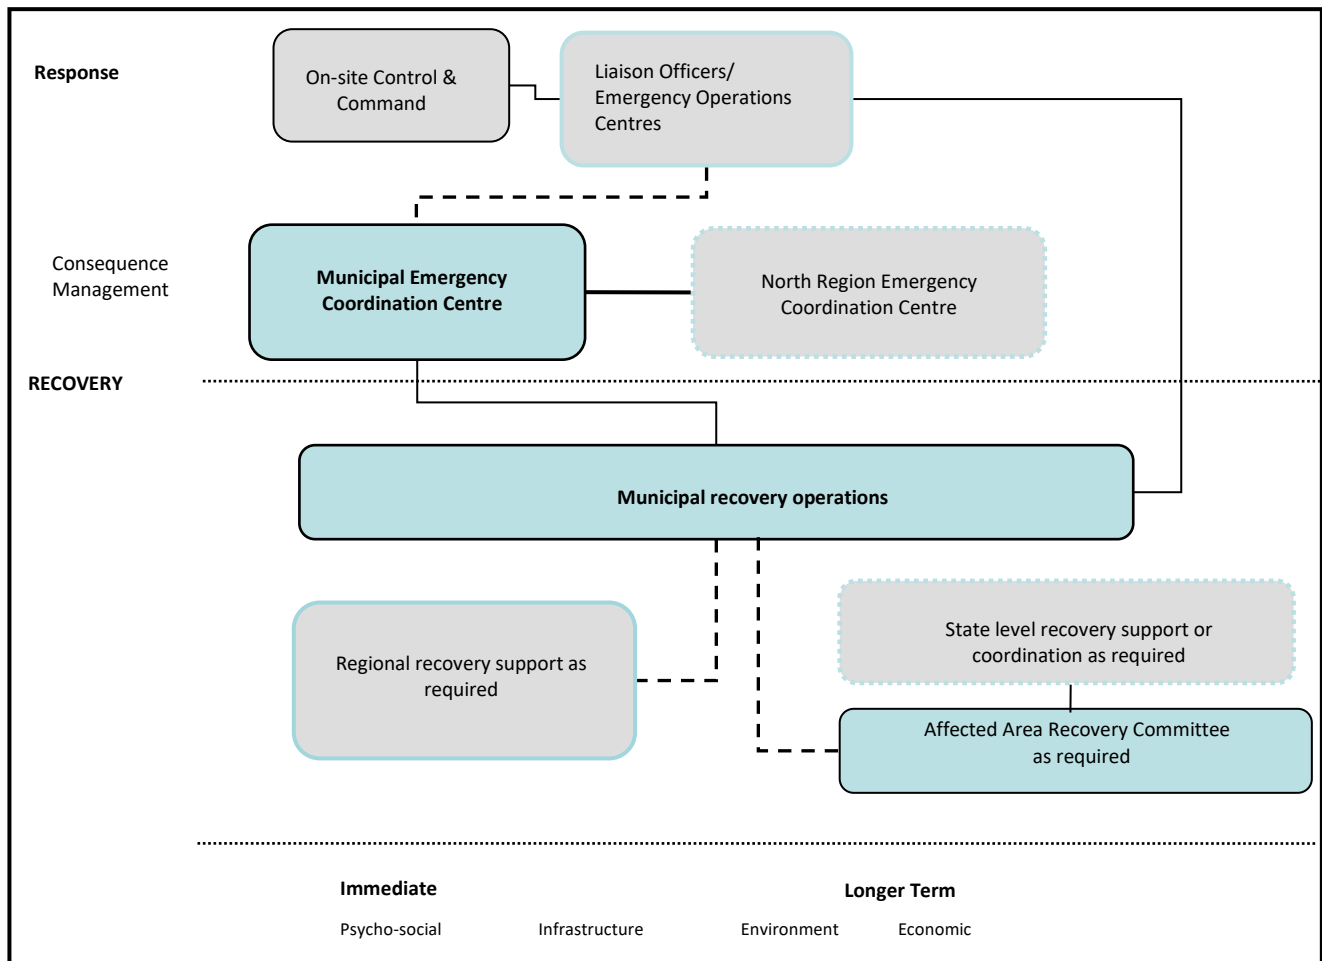 Response
On-site Control &
Command
Liaison Officers/
Emergency Operations
Centres
Consequence
Management
Municipal Emergency
Coordination Centre
North Region Emergency
Coordination Centre
RECOVERY
Municipal recovery operations
Regional recovery support as
required
State level recovery support or
coordination as required
Affected Area Recovery Committee
as required
Immediate
Longer Term
Psycho-social
Infrastructure
Environment
Economic